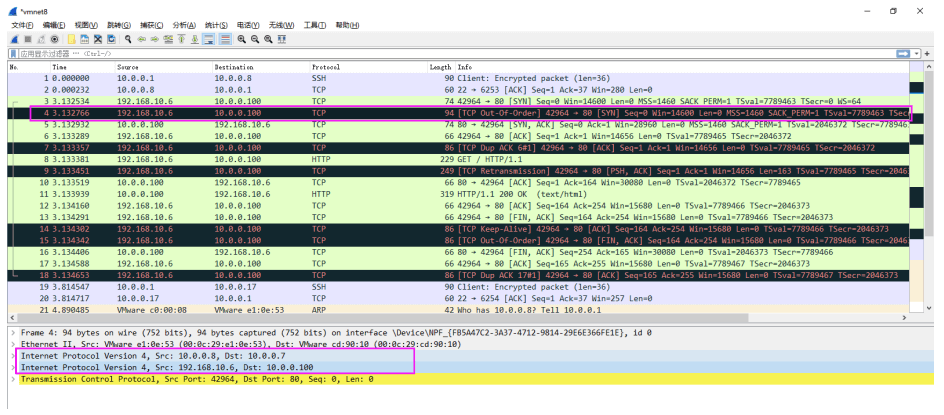 *vmnet8
文件(F) 编辑(E) 视图(V) 跳转(G) 捕获(C) 分析(A) 统计(S) 电话(Y) 无线(W) 工具(T) 帮助(H)
应用显示过滤器 … <Ctrl-/>
No. Time Source Destination Protocol Length Info
1 0.000000 10.0.0.1 10.0.0.8 SSH 90 Client: Encrypted packet (len=36)
2 0.000232 10.0.0.8 10.0.0.1 TCP 60 22 → 6253 [ACK] Seq=1 Ack=37 Win=280 Len=0
3 3.132534 192.168.10.6 10.0.0.100 TCP 74 42964 → 80 [SYN] Seq=0 Win=14600 Len=0 MSS=1460 SACK_PERM=1 TSval=7789463 TSecr=0 WS=64
4 3.132766 192.168.10.6 10.0.0.100 TCP 94 [TCP Out-Of-Order] 42964 → 80 [SYN] Seq=0 Win=14600 Len=0 MSS=1460 SACK_PERM=1 TSval=7789463 TSecr
5 3.132932 10.0.0.100 192.168.10.6 TCP 74 80 → 42964 [SYN, ACK] Seq=0 Ack=1 Win=28960 Len=0 MSS=1460 SACK_PERM=1 TSval=2046372 TSecr=778946
6 3.133289 192.168.10.6 10.0.0.100 TCP 66 42964 → 80 [ACK] Seq=1 Ack=1 Win=14656 Len=0 TSval=7789465 TSecr=2046372
7 3.133357 192.168.10.6 10.0.0.100 TCP 86 [TCP Dup ACK 6#1] 42964 → 80 [ACK] Seq=1 Ack=1 Win=14656 Len=0 TSval=7789465 TSecr=2046372
8 3.133381 192.168.10.6 10.0.0.100 HTTP 229 GET / HTTP/1.1
9 3.133451 192.168.10.6 10.0.0.100 TCP 249 [TCP Retransmission] 42964 → 80 [PSH, ACK] Seq=1 Ack=1 Win=14656 Len=163 TSval=7789465 TSecr=2046
10 3.133519 10.0.0.100 192.168.10.6 TCP 66 80 → 42964 [ACK] Seq=1 Ack=164 Win=30080 Len=0 TSval=2046372 TSecr=7789465
11 3.133939 10.0.0.100 192.168.10.6 HTTP 319 HTTP/1.1 200 OK (text/html)
12 3.134160 192.168.10.6 10.0.0.100 TCP 66 42964 → 80 [ACK] Seq=164 Ack=254 Win=15680 Len=0 TSval=7789466 TSecr=2046373
13 3.134291 192.168.10.6 10.0.0.100 TCP 66 42964 → 80 [FIN, ACK] Seq=164 Ack=254 Win=15680 Len=0 TSval=7789466 TSecr=2046373
14 3.134302 192.168.10.6 10.0.0.100 TCP 86 [TCP Keep-Alive] 42964 → 80 [ACK] Seq=164 Ack=254 Win=15680 Len=0 TSval=7789466 TSecr=2046373
15 3.134342 192.168.10.6 10.0.0.100 TCP 86 [TCP Out-Of-Order] 42964 → 80 [FIN, ACK] Seq=164 Ack=254 Win=15680 Len=0 TSval=7789466 TSecr=2046
16 3.134406 10.0.0.100 192.168.10.6 TCP 66 80 → 42964 [FIN, ACK] Seq=254 Ack=165 Win=30080 Len=0 TSval=2046373 TSecr=7789466
17 3.134588 192.168.10.6 10.0.0.100 TCP 66 42964 → 80 [ACK] Seq=165 Ack=255 Win=15680 Len=0 TSval=7789467 TSecr=2046373
18 3.134653 192.168.10.6 10.0.0.100 TCP 86 [TCP Dup ACK 17#1] 42964 → 80 [ACK] Seq=165 Ack=255 Win=15680 Len=0 TSval=7789467 TSecr=2046373
19 3.814547 10.0.0.1 10.0.0.17 SSH 90 Client: Encrypted packet (len=36)
20 3.814717 10.0.0.17 10.0.0.1 TCP 60 22 → 6254 [ACK] Seq=1 Ack=37 Win=257 Len=0
21 4.890485 VMware_c0:00:08 VMware_e1:0e:53 ARP 42 Who has 10.0.0.8? Tell 10.0.0.1
Frame 4: 94 bytes on wire (752 bits), 94 bytes captured (752 bits) on interface \Device\NPF_{FB5A47C2-3A37-4712-9814-29E6E366FE1E}, id 0
Ethernet II, Src: VMware_e1:0e:53 (00:0c:29:e1:0e:53), Dst: VMware_cd:90:10 (00:0c:29:cd:90:10)
Internet Protocol Version 4, Src: 10.0.0.8, Dst: 10.0.0.7
Internet Protocol Version 4, Src: 192.168.10.6, Dst: 10.0.0.100
Transmission Control Protocol, Src Port: 42964, Dst Port: 80, Seq: 0, Len: 0